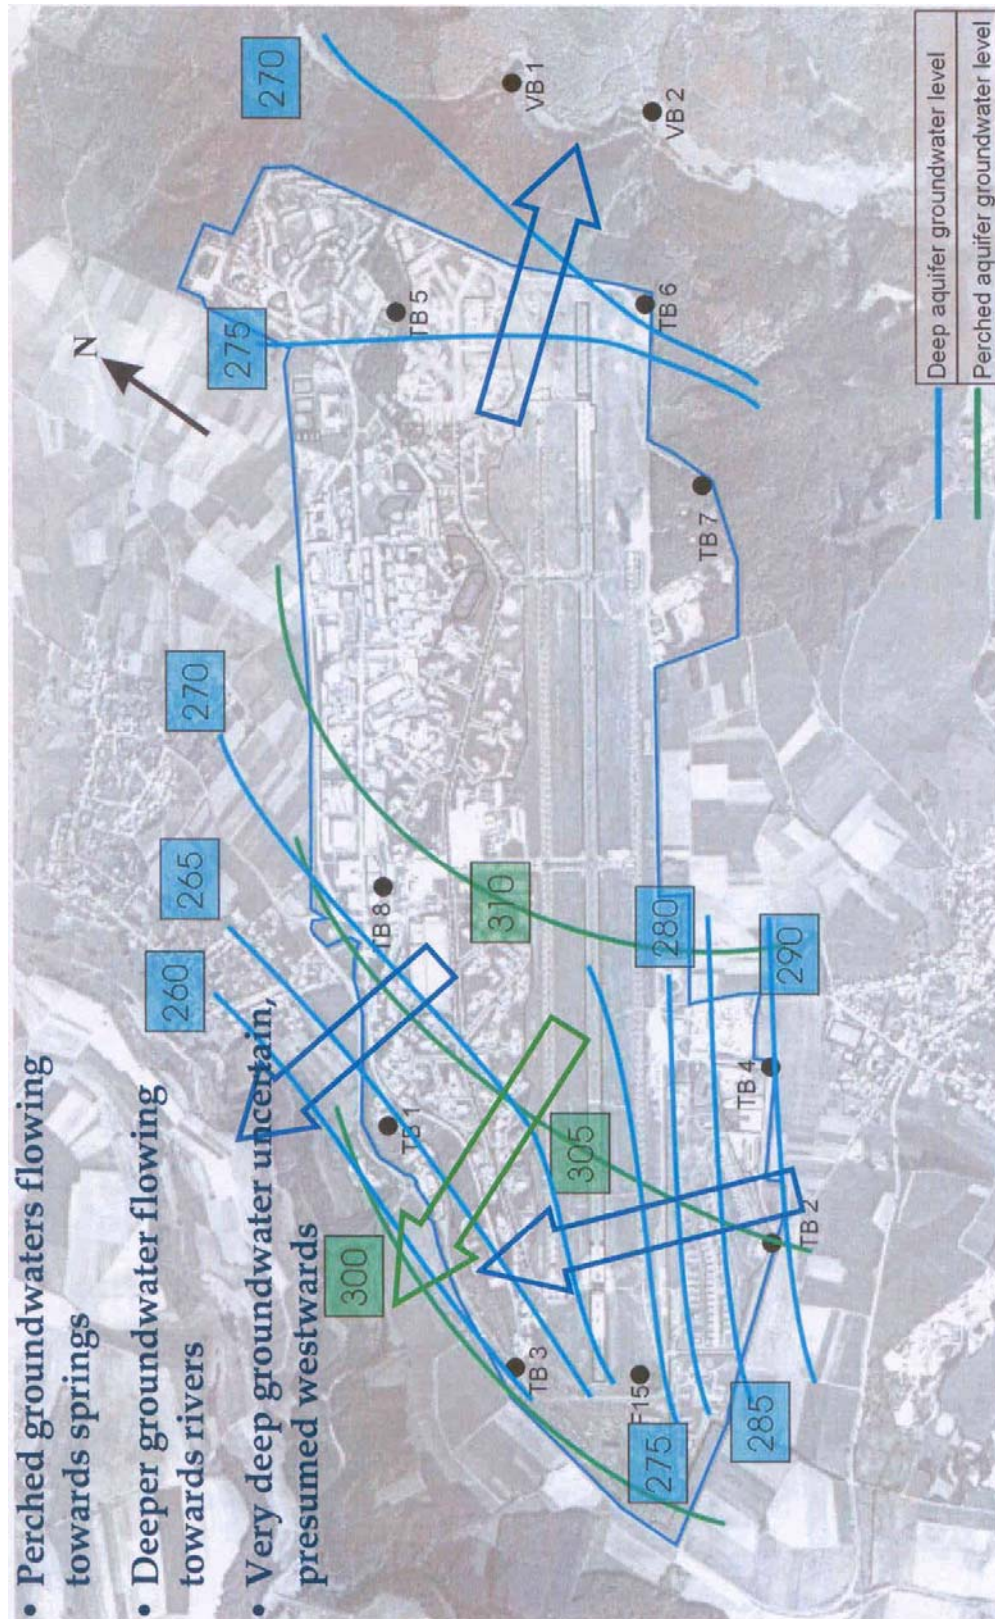 • Perched groundwaters flowing
towards springs
• Deeper groundwater flowing
towards rivers
• Very deep groundwater uncertain,
presumed westwards
N
260
265
270
275
270
300
305
310
280
290
275
285
TB 1
TB 8
TB 5
VB 1
VB 2
TB 6
TB 7
TB 3
F15
TB 2
TB 4
Deep aquifer groundwater level
Perched aquifer groundwater level